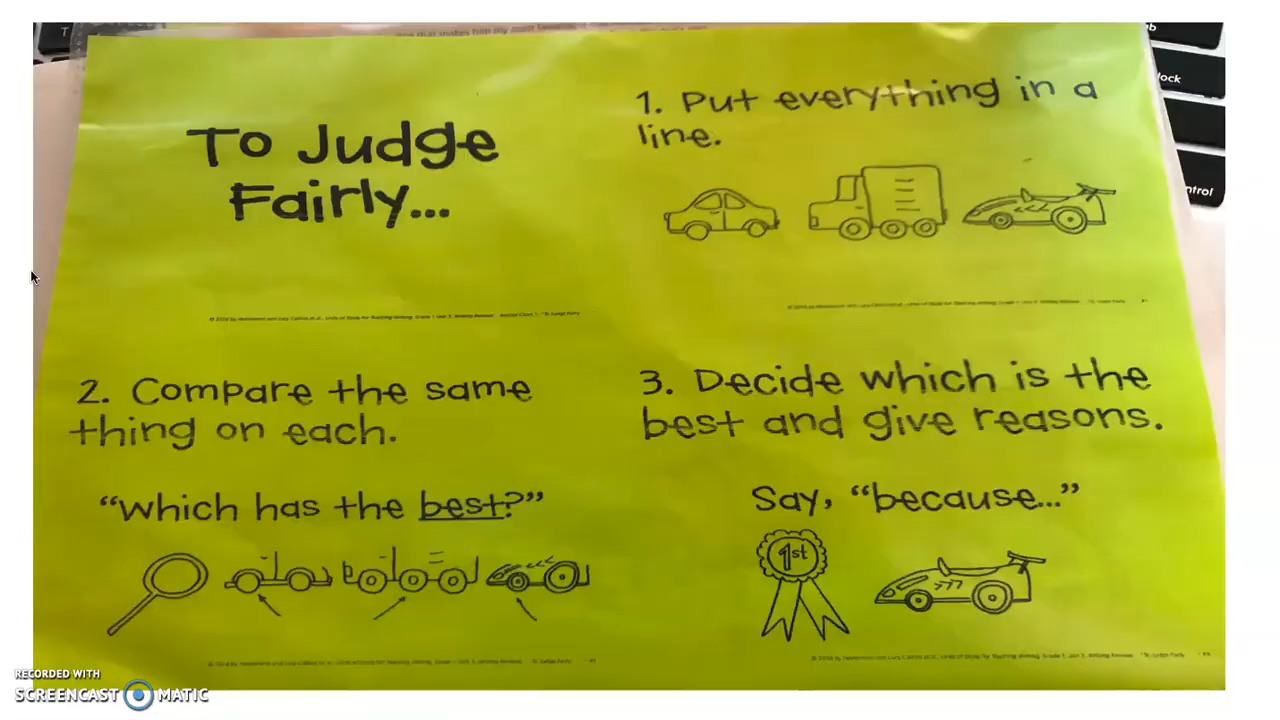 To Judge
Fairly...
1. Put everything in a
line.
2. Compare the same
thing on each.
"Which has the best?"
3. Decide which is the
best and give reasons.
Say, "because..."
1st
lock
RECORDED WITH
SCREENCAST MATIC